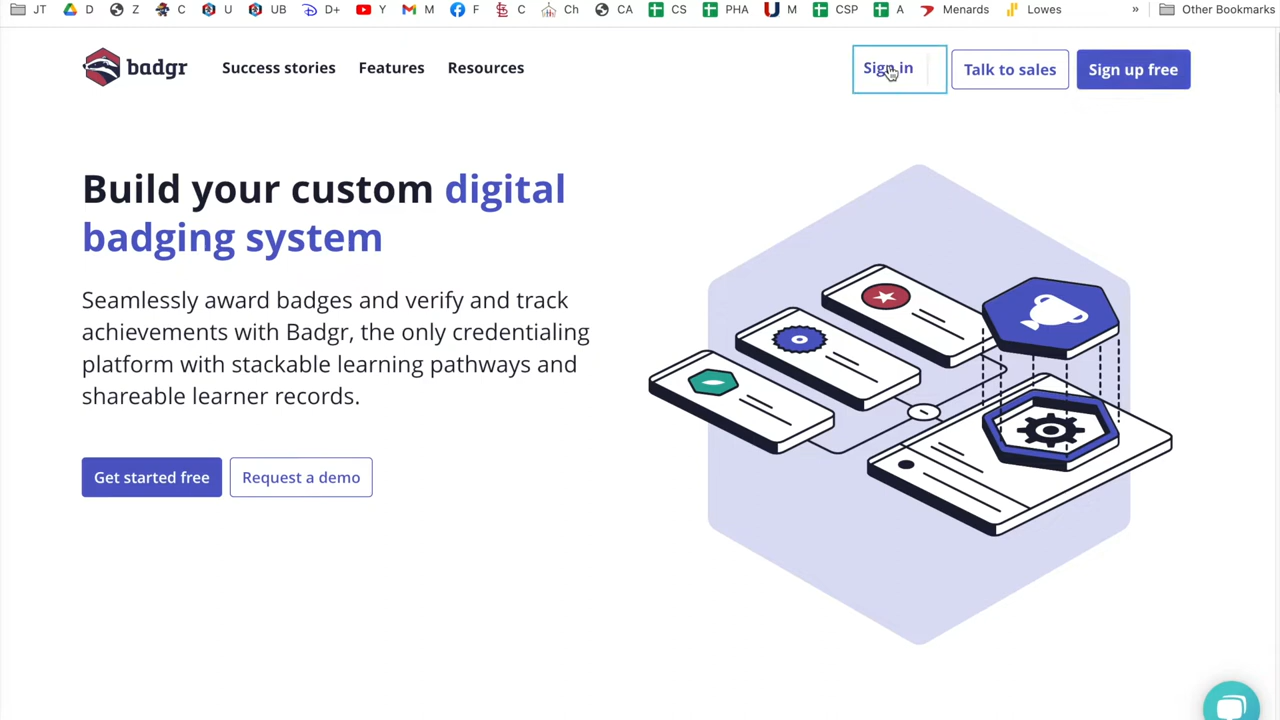 JT D Z C U UB D+ Y M F C Ch CA CS PHA M CSP A Menards Lowes » Other Bookmarks
badgr Success stories Features Resources Sign in Talk to sales Sign up free
Build your custom digital
badging system
Seamlessly award badges and verify and track
achievements with Badgr, the only credentialing
platform with stackable learning pathways and
shareable learner records.
Get started free Request a demo